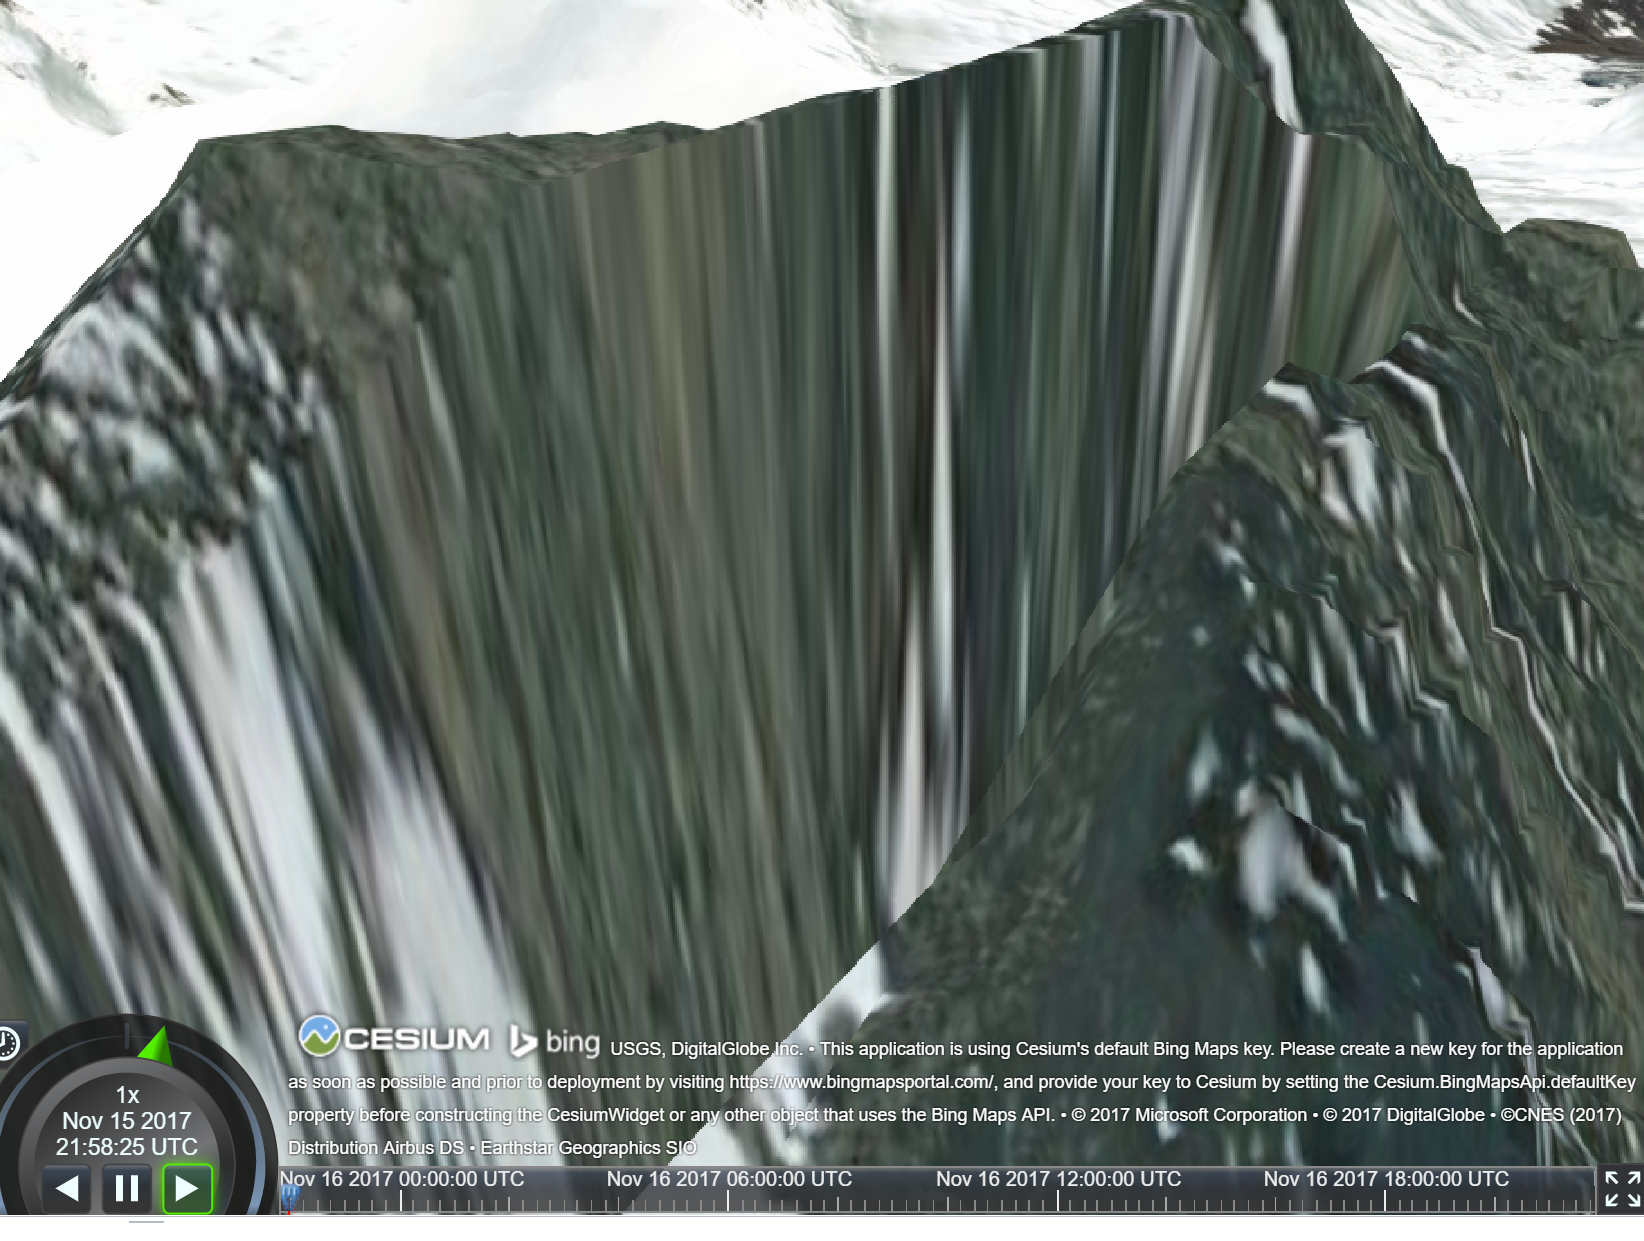 CESIUM bing USGS, DigitalGlobe,Inc. • This application is using Cesium's default Bing Maps key. Please create a new key for the application
as soon as possible and prior to deployment by visiting https://www.bingmapsportal.com/, and provide your key to Cesium by setting the Cesium.BingMapsApi.defaultKey
property before constructing the CesiumWidget or any other object that uses the Bing Maps API. • © 2017 Microsoft Corporation • © 2017 DigitalGlobe • ©CNES (2017)
Distribution Airbus DS • Earthstar Geographics SIO
1x
Nov 15 2017
21:58:25 UTC
Nov 16 2017 00:00:00 UTC Nov 16 2017 06:00:00 UTC Nov 16 2017 12:00:00 UTC Nov 16 2017 18:00:00 UTC